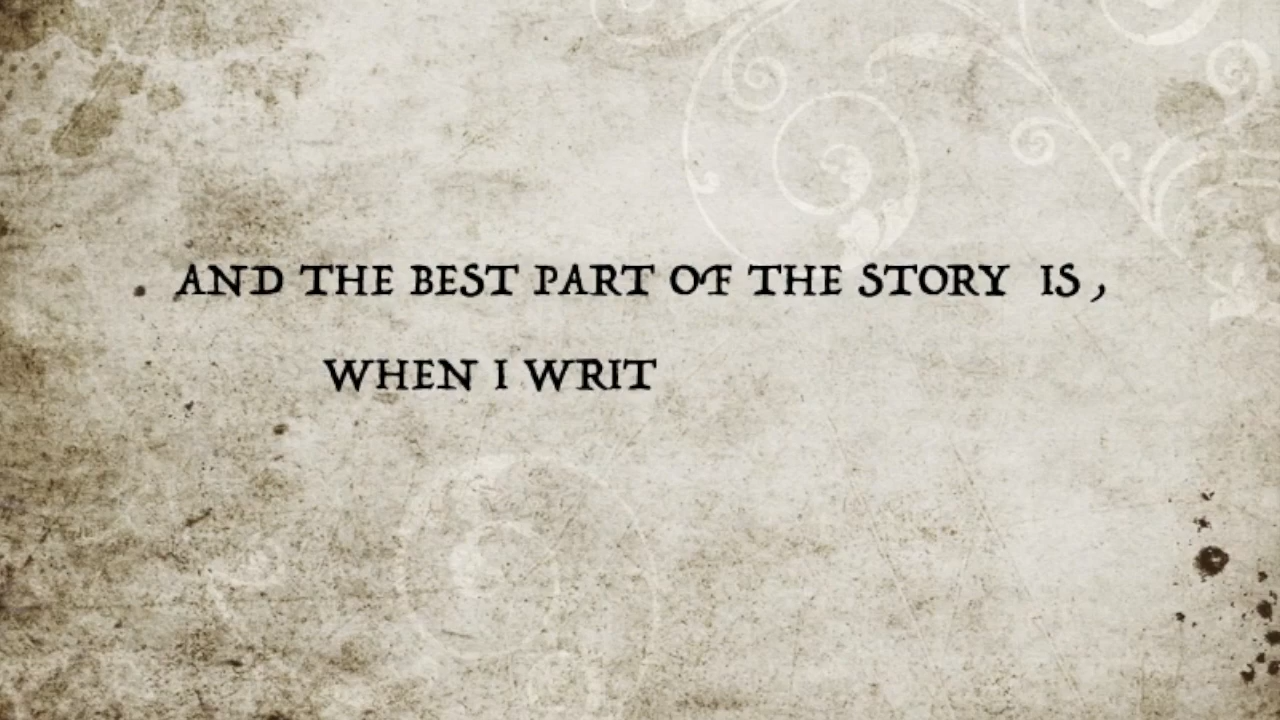 AND THE BEST PART OF THE STORY IS ,
WHEN I WRIT